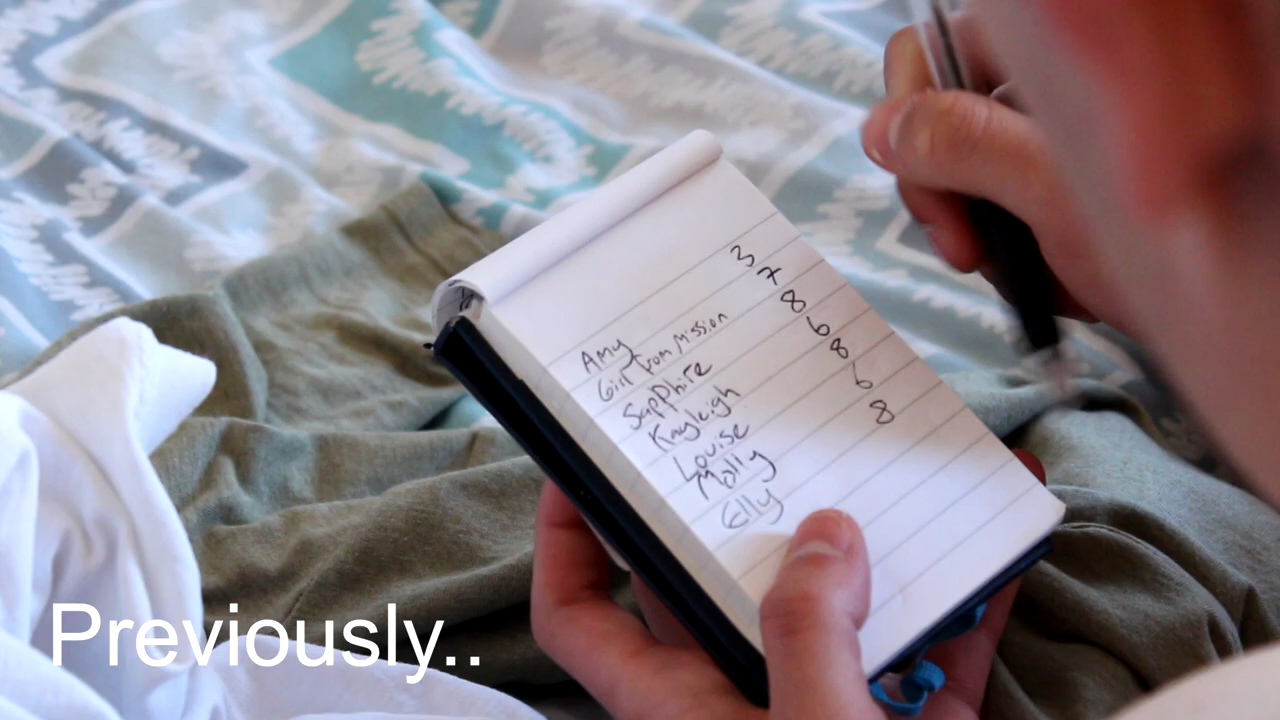 Amy 3
Girl from Mission 7
Sapphire 8
Kayleigh 6
Louise 8
Molly 6
Elly 8
Previously..